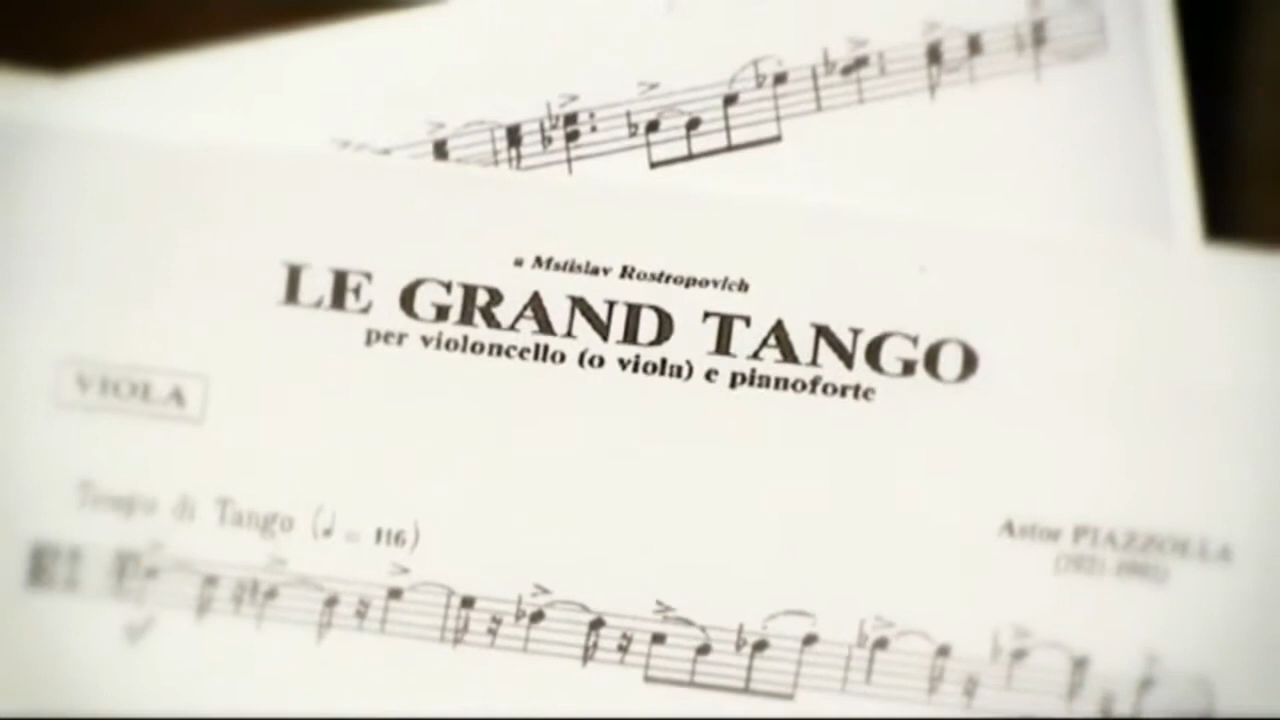 a Mstislav Rostropovich
LE GRAND TANGO
per violoncello (o viola) e pianoforte
VIOLA
Tempo di Tango (♩ = 116)
Astor PIAZZOLLA